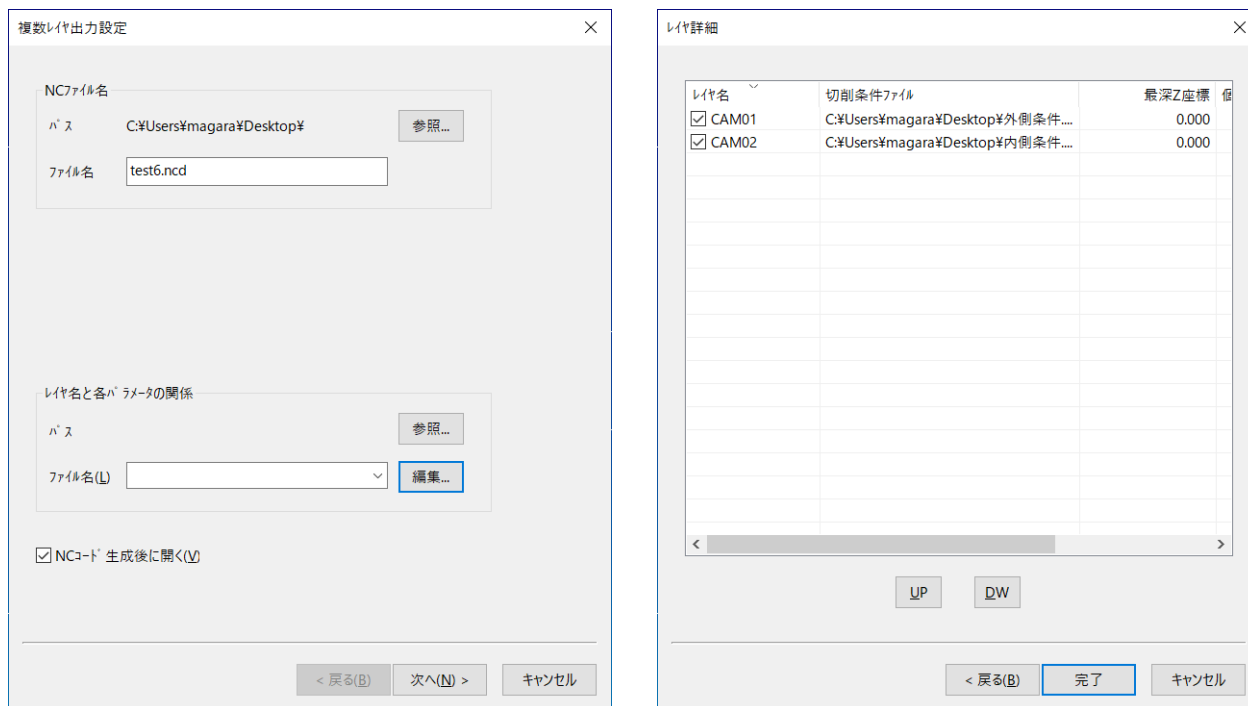 複数ﾚｲﾔ出力設定
NCﾌｧｲﾙ名
ﾊﾟｽ C:¥Users¥magara¥Desktop¥ 参照...
ﾌｧｲﾙ名 test6.ncd
ﾚｲﾔ名と各ﾊﾟﾗﾒｰﾀの関係
ﾊﾟｽ 参照...
ﾌｧｲﾙ名(L) 編集...
NCｺｰﾄﾞ生成後に開く(V)
< 戻る(B) 次へ(N) > キャンセル
ﾚｲﾔ詳細
ﾚｲﾔ名 切削条件ﾌｧｲﾙ 最深Z座標
CAM01 C:¥Users¥magara¥Desktop¥外側条件.... 0.000
CAM02 C:¥Users¥magara¥Desktop¥内側条件.... 0.000
UP DW
< 戻る(B) 完了 キャンセル